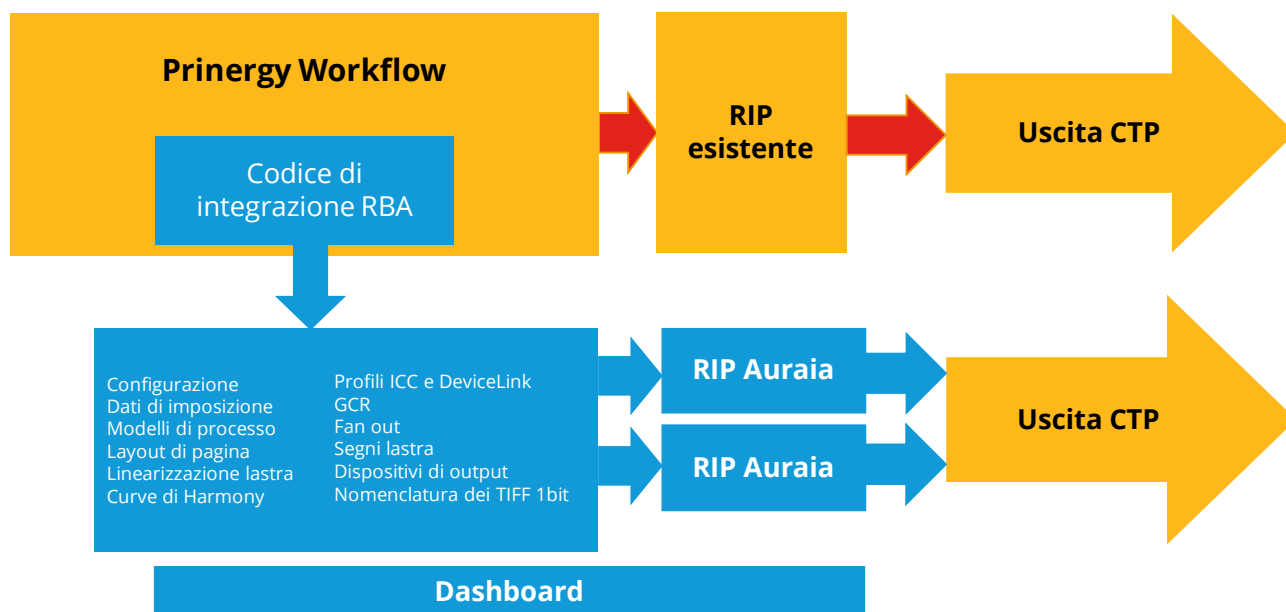 Prinergy Workflow
Codice di
integrazione RBA
RIP
esistente
Uscita CTP
Configurazione
Dati di imposizione
Modelli di processo
Layout di pagina
Linearizzazione lastra
Curve di Harmony
Profili ICC e DeviceLink
GCR
Fan out
Segni lastra
Dispositivi di output
Nomenclatura dei TIFF 1bit
RIP Auraia
RIP Auraia
Uscita CTP
Dashboard